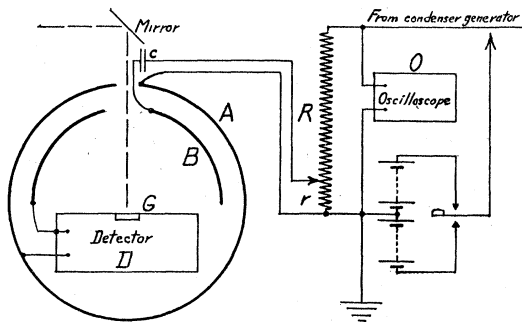 From condenser generator
Mirror
c
A
O
Oscilloscope
R
B
r
G
Detector
D